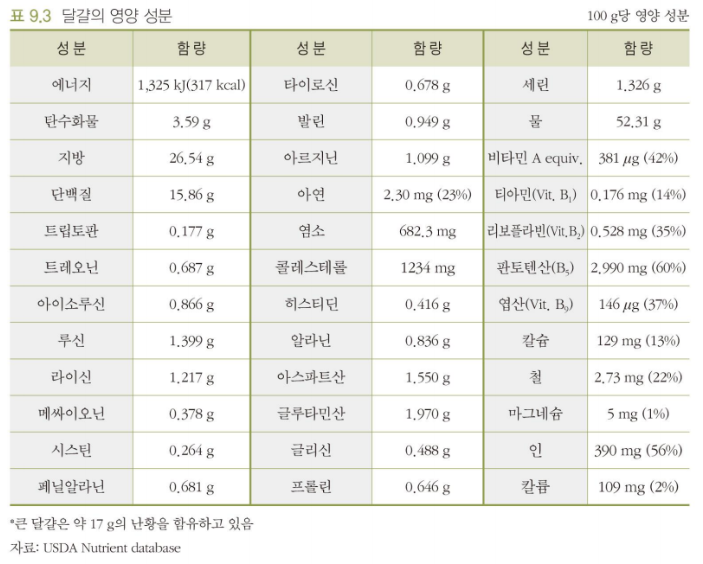 표 9.3 달걀의 영양 성분 100 g당 영양 성분
성분 함량 성분 함량 성분 함량
에너지 1,325 kJ(317 kcal) 타이로신 0.678 g 세린 1.326 g
탄수화물 3.59 g 발린 0.949 g 물 52.31 g
지방 26.54 g 아르지닌 1.099 g 비타민 A equiv. 381 μg (42%)
단백질 15.86 g 아연 2.30 mg (23%) 티아민(Vit. B₁) 0.176 mg (14%)
트립토판 0.177 g 염소 682.3 mg 리보플라빈(Vit.B₂) 0.528 mg (35%)
트레오닌 0.687 g 콜레스테롤 1234 mg 판토텐산(B₅) 2.990 mg (60%)
아이소루신 0.866 g 히스티딘 0.416 g 엽산(Vit. B₉) 146 μg (37%)
루신 1.399 g 알라닌 0.836 g 칼슘 129 mg (13%)
라이신 1.217 g 아스파트산 1.550 g 철 2.73 mg (22%)
메싸이오닌 0.378 g 글루타민산 1.970 g 마그네슘 5 mg (1%)
시스틴 0.264 g 글리신 0.488 g 인 390 mg (56%)
페닐알라닌 0.681 g 프롤린 0.646 g 칼륨 109 mg (2%)
*큰 달걀은 약 17 g의 난황을 함유하고 있음
자료: USDA Nutrient database